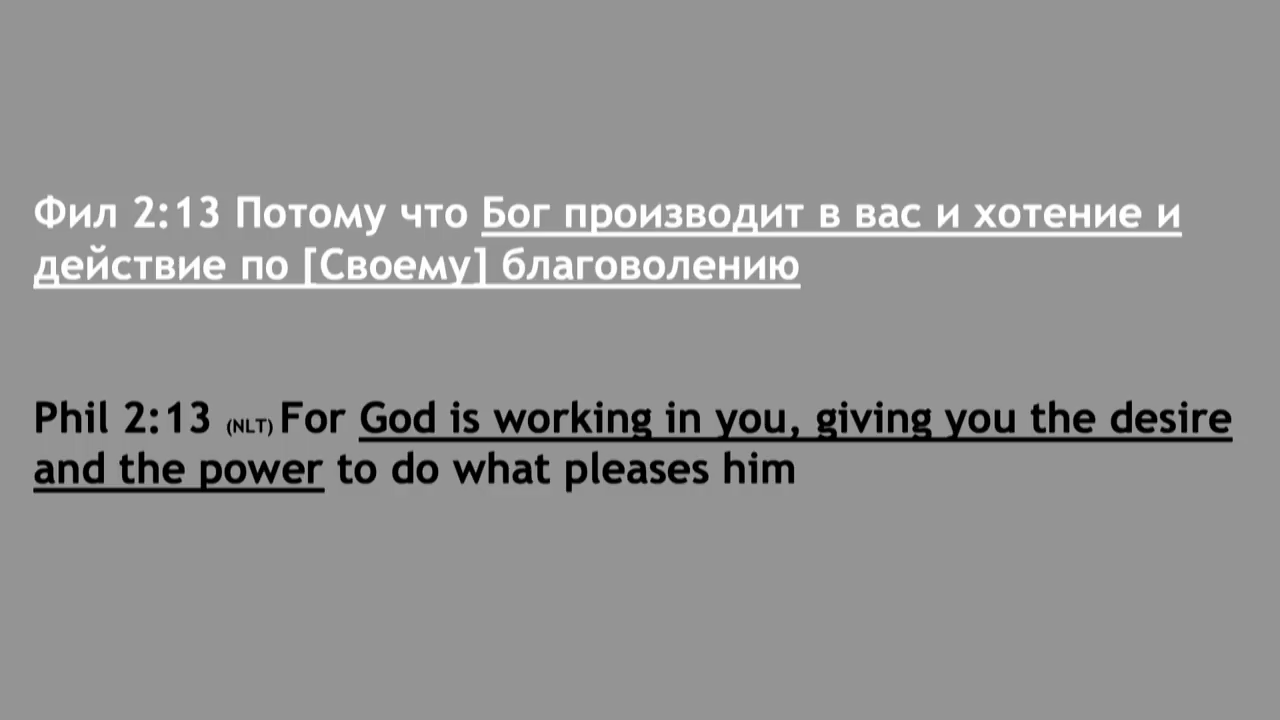 Фил 2:13 Потому что Бог производит в вас и хотение и
действие по [Своему] благоволению
Phil 2:13 (NLT) For God is working in you, giving you the desire
and the power to do what pleases him